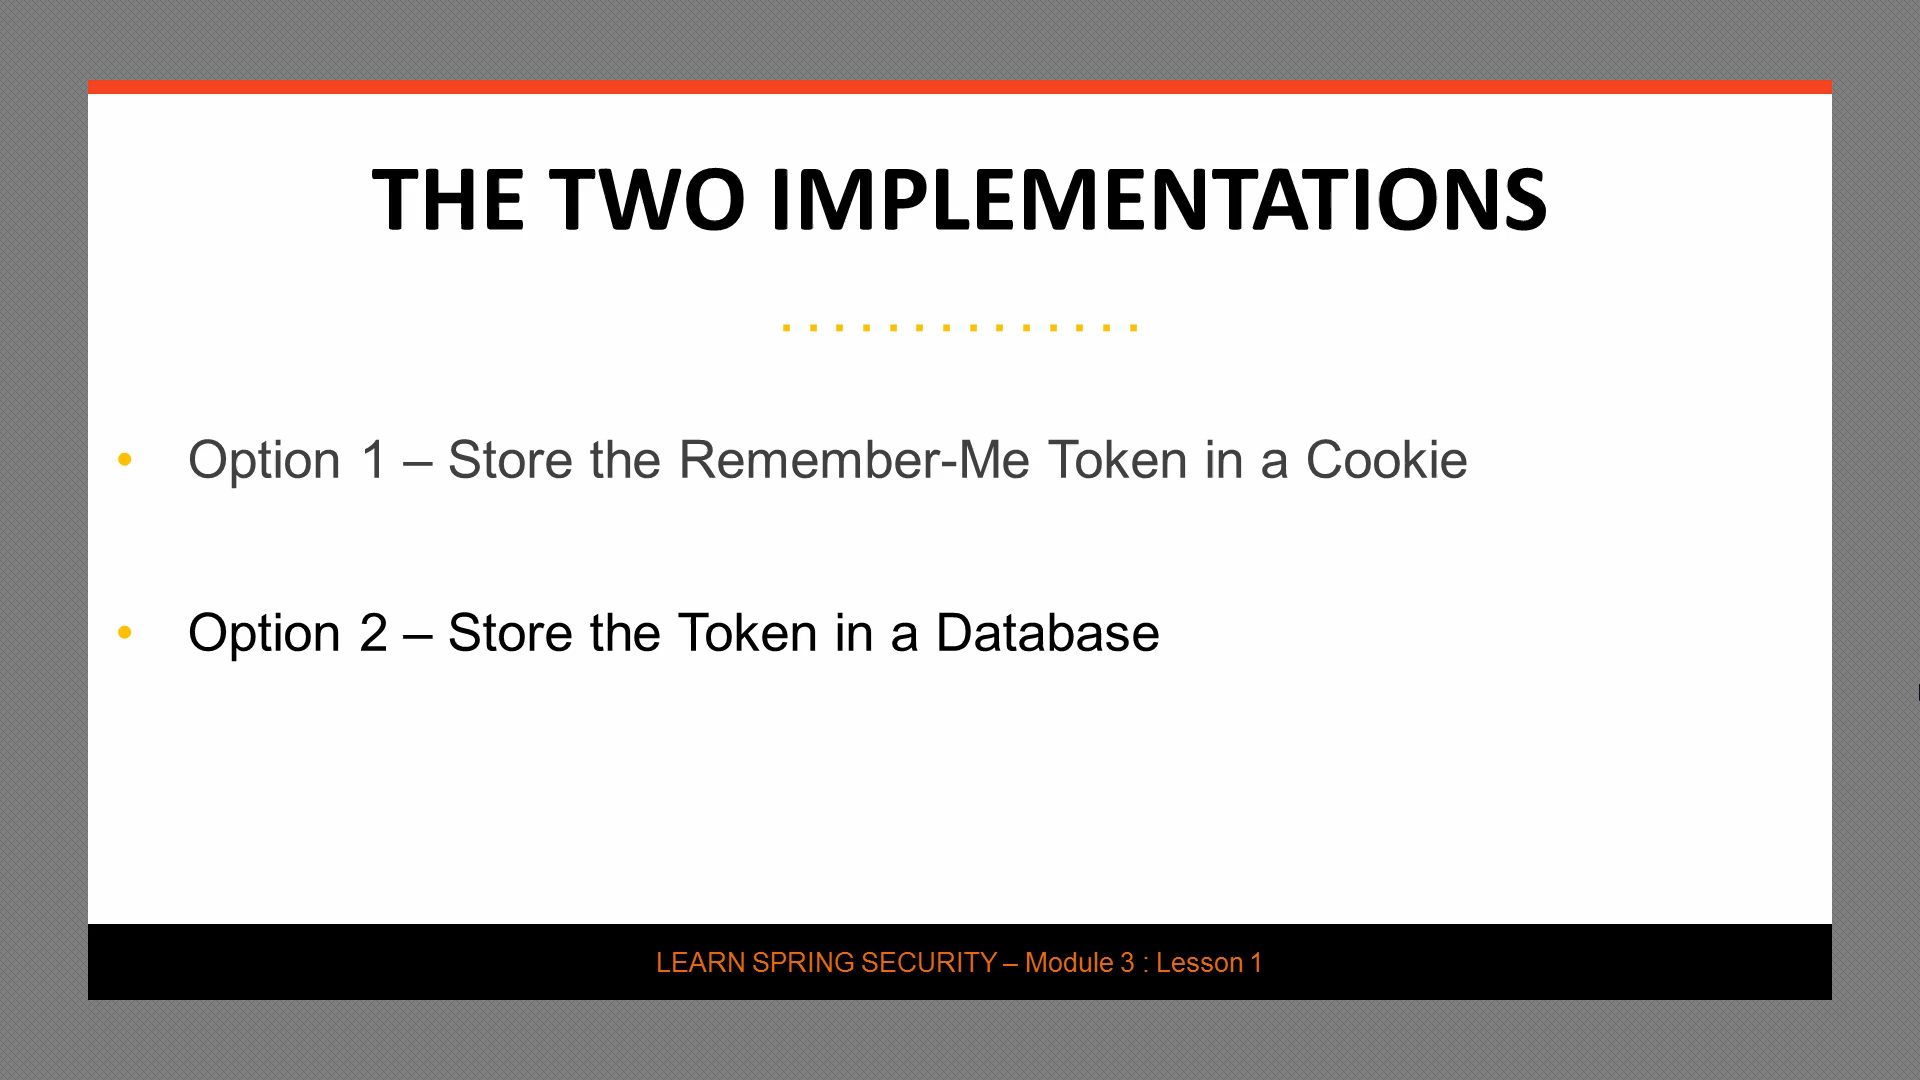 THE TWO IMPLEMENTATIONS
• Option 1 – Store the Remember-Me Token in a Cookie
• Option 2 – Store the Token in a Database
LEARN SPRING SECURITY – Module 3 : Lesson 1